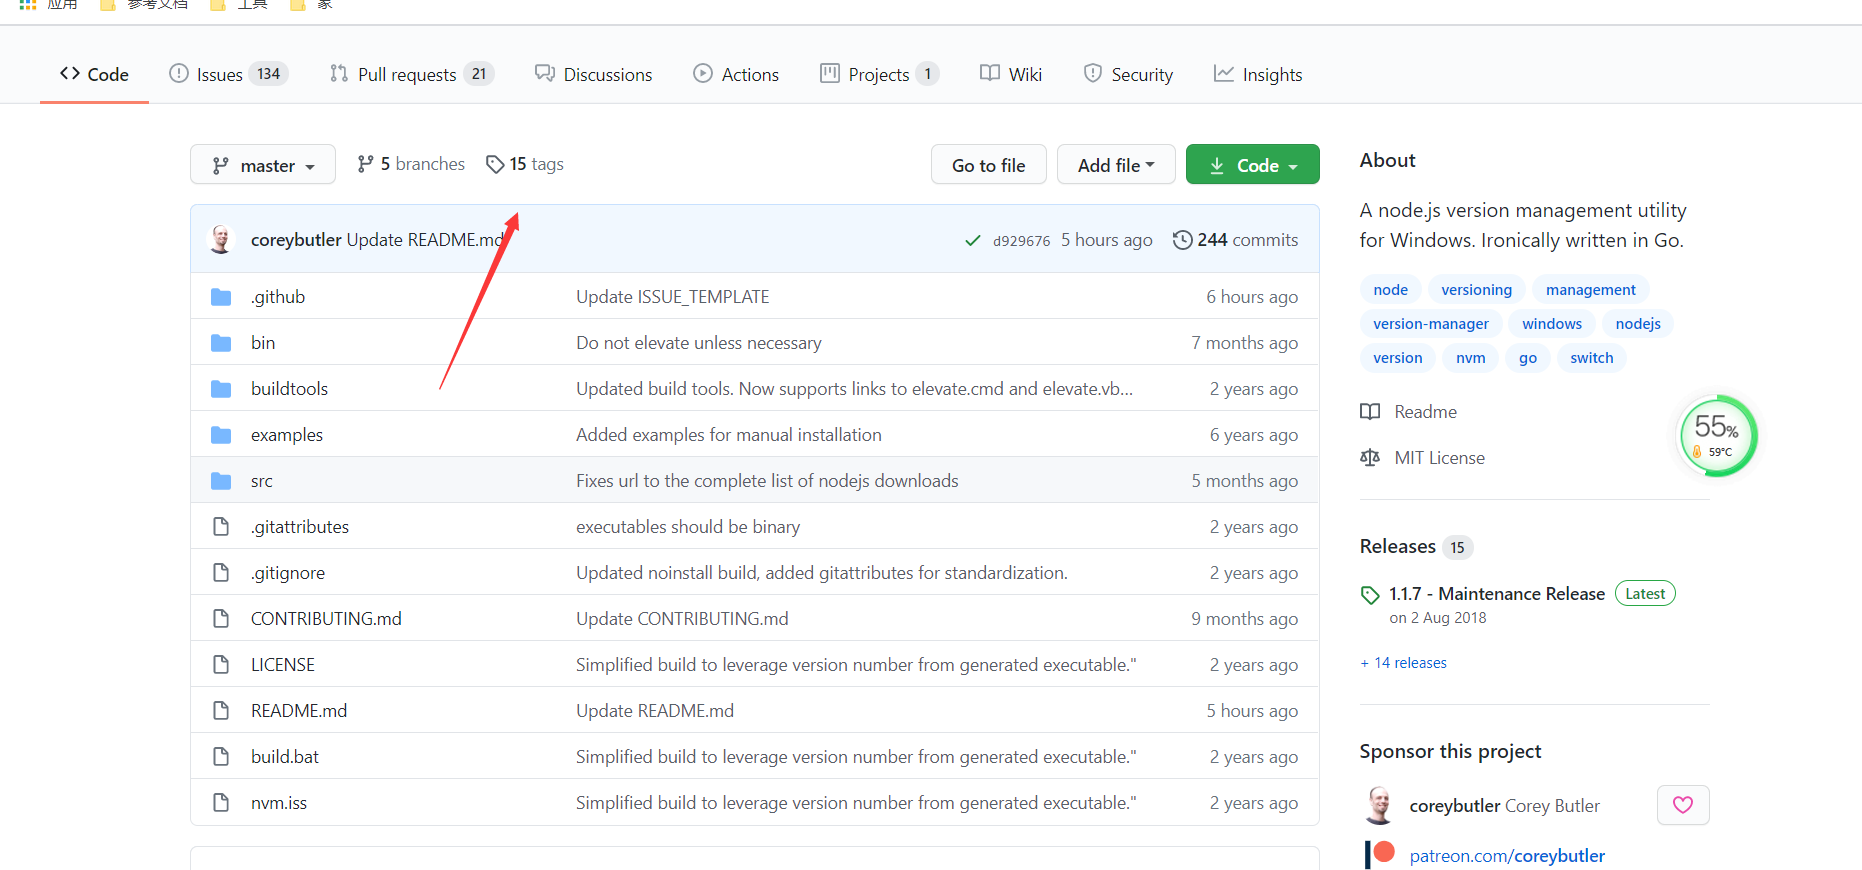 应用 参考文档 工具 家
Code Issues 134 Pull requests 21 Discussions Actions Projects 1 Wiki Security Insights
master 5 branches 15 tags Go to file Add file Code
coreybutler Update README.md d929676 5 hours ago 244 commits
.github Update ISSUE_TEMPLATE 6 hours ago
bin Do not elevate unless necessary 7 months ago
buildtools Updated build tools. Now supports links to elevate.cmd and elevate.vb... 2 years ago
examples Added examples for manual installation 6 years ago
src Fixes url to the complete list of nodejs downloads 5 months ago
.gitattributes executables should be binary 2 years ago
.gitignore Updated noinstall build, added gitattributes for standardization. 2 years ago
CONTRIBUTING.md Update CONTRIBUTING.md 9 months ago
LICENSE Simplified build to leverage version number from generated executable." 2 years ago
README.md Update README.md 5 hours ago
build.bat Simplified build to leverage version number from generated executable." 2 years ago
nvm.iss Simplified build to leverage version number from generated executable." 2 years ago
About
A node.js version management utility
for Windows. Ironically written in Go.
node versioning management
version-manager windows nodejs
version nvm go switch
Readme
55%
59°C
MIT License
Releases 15
1.1.7 - Maintenance Release Latest
on 2 Aug 2018
+ 14 releases
Sponsor this project
coreybutler Corey Butler
patreon.com/coreybutler